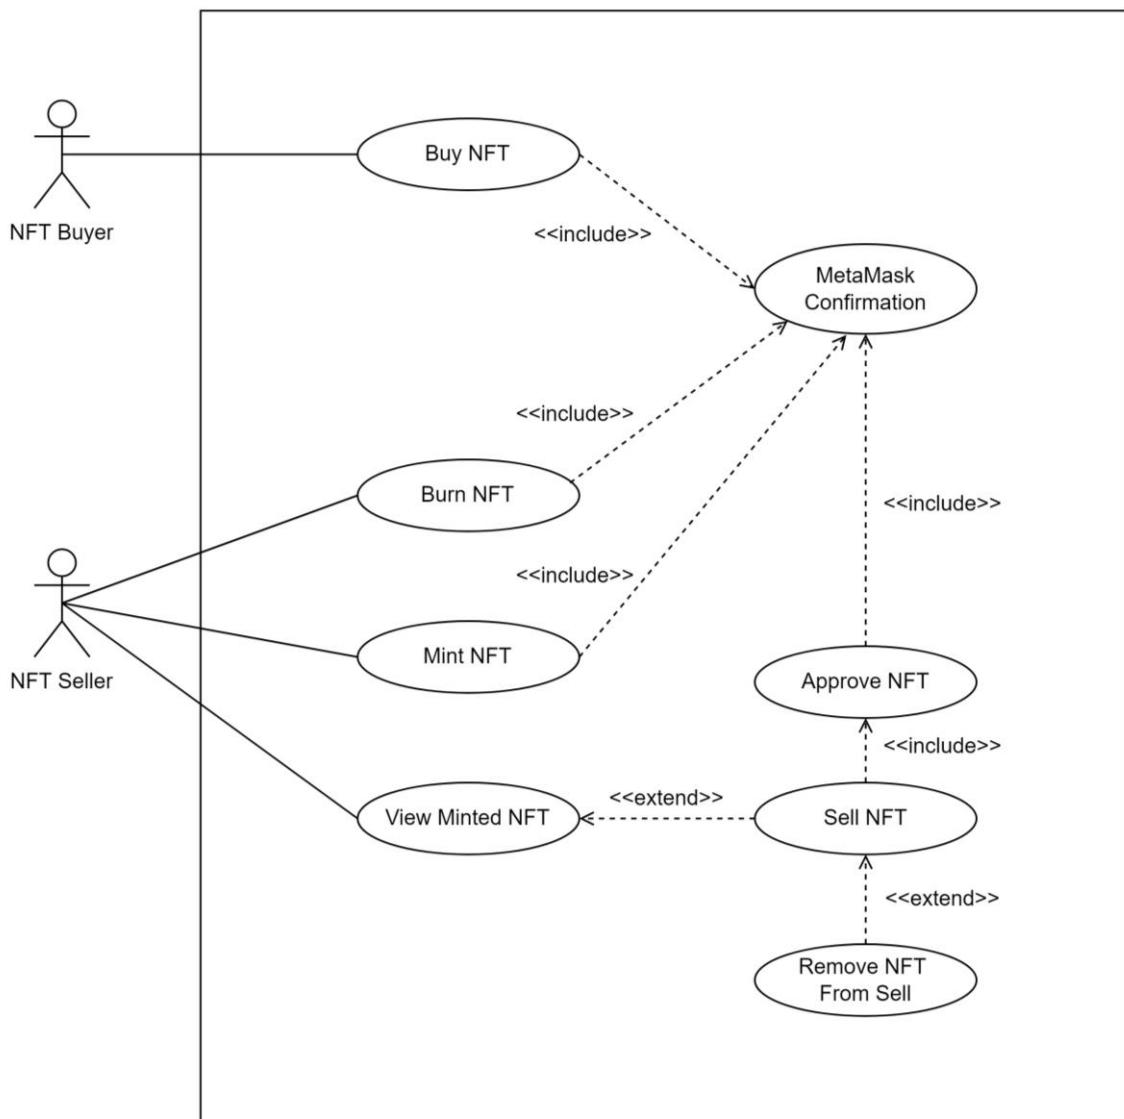 Buy NFT
NFT Buyer
<<include>>
MetaMask
Confirmation
<<include>>
Burn NFT
<<include>>
<<include>>
Mint NFT
NFT Seller
Approve NFT
<<include>>
<<extend>>
View Minted NFT
Sell NFT
<<extend>>
Remove NFT
From Sell